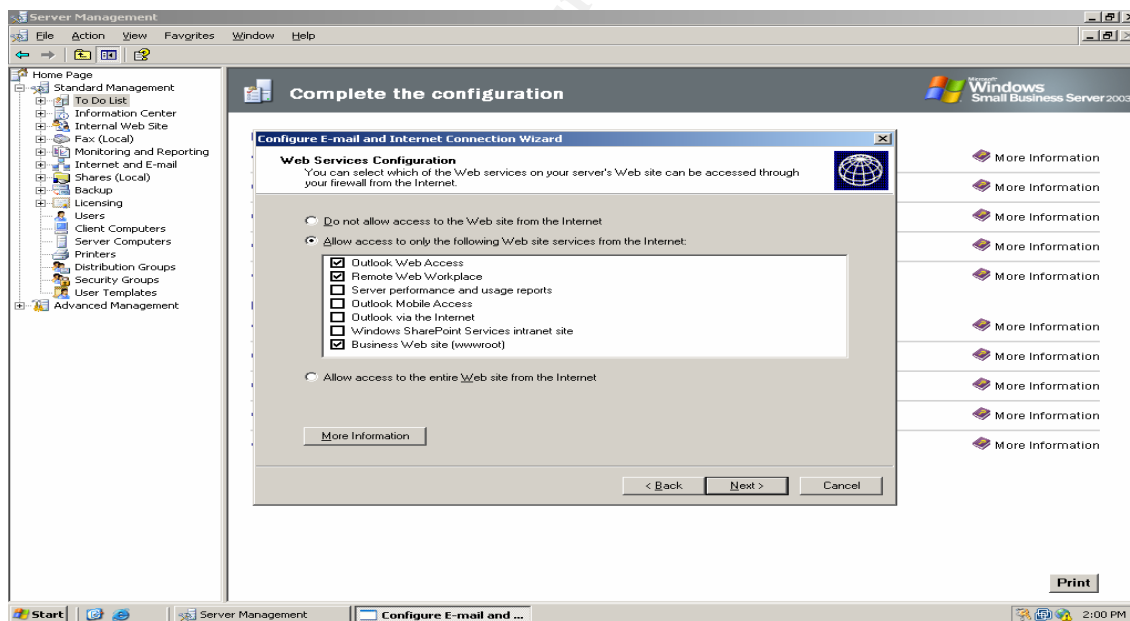 Server Management
File Action View Favorites Window Help
Home Page
Standard Management
To Do List
Information Center
Internal Web Site
Fax (Local)
Monitoring and Reporting
Internet and E-mail
Shares (Local)
Backup
Licensing
Users
Client Computers
Server Computers
Printers
Distribution Groups
Security Groups
User Templates
Advanced Management
Complete the configuration
Microsoft
Windows
Small Business Server 2003
Configure E-mail and Internet Connection Wizard
Web Services Configuration
You can select which of the Web services on your server's Web site can be accessed through
your firewall from the Internet.
Do not allow access to the Web site from the Internet
Allow access to only the following Web site services from the Internet:
Outlook Web Access
Remote Web Workplace
Server performance and usage reports
Outlook Mobile Access
Outlook via the Internet
Windows SharePoint Services intranet site
Business Web site (wwwroot)
Allow access to the entire Web site from the Internet
More Information
< Back Next > Cancel
More Information
More Information
More Information
More Information
More Information
More Information
More Information
More Information
More Information
More Information
Print
Start Server Management Configure E-mail and ... 2:00 PM